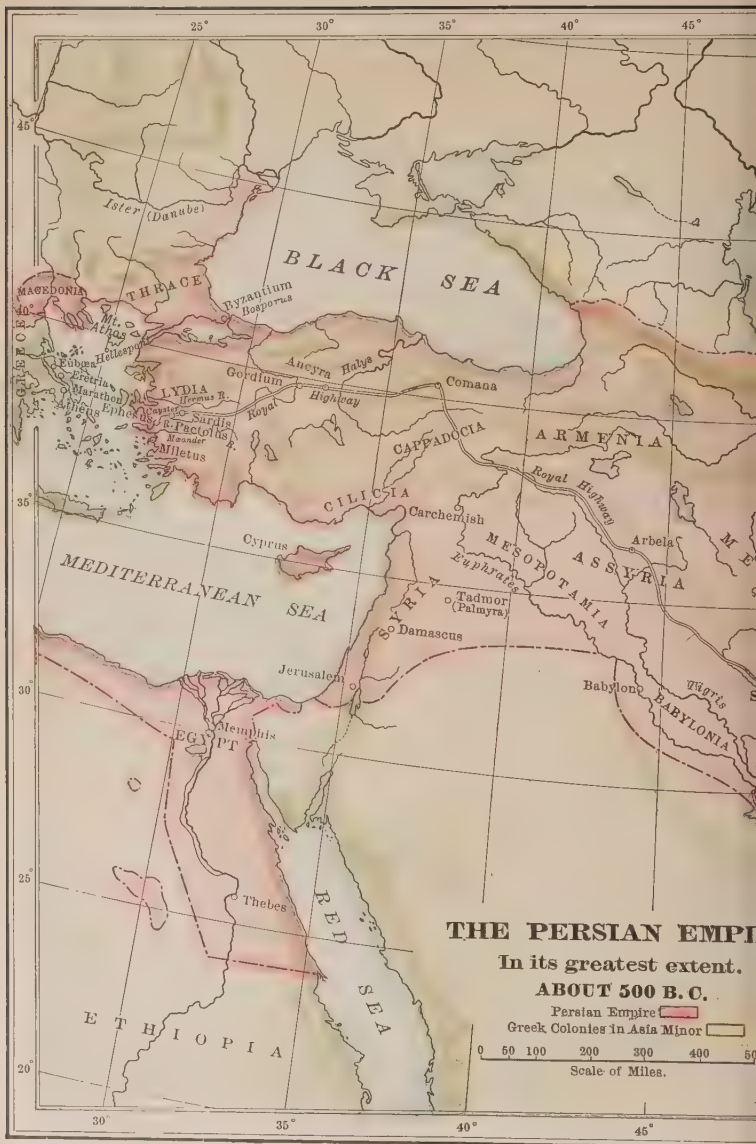 25° 30° 35° 40° 45°
45°
Ister (Danube)
BLACK SEA
THRACE
MACEDONIA
40°
Byzantium
Bosporus
Mt.
Athos
Hellespont
GREECE
Eubœa
Eretria
Marathon
Athens
Ephesus
LYDIA
Hermus R.
Cayster
R.
Sardis
Pactolus
R.
Mæander
Miletus
Gordium
Ancyra
Halys
Royal Highway
Comana
CAPPADOCIA
ARMENIA
Royal Highway
35°
CILICIA
Carchemish
Arbela
ME
Cyprus
MESOPOTAMIA
ASSYRIA
Euphrates
MEDITERRANEAN SEA
SYRIA
Tadmor
(Palmyra)
Damascus
Jerusalem
30°
Babylon
Tigris
S
BABYLONIA
Memphis
EGYPT
25°
Thebes
RED SEA
ETHIOPIA
20°
THE PERSIAN EMPI
In its greatest extent.
ABOUT 500 B.C.
Persian Empire
Greek Colonies in Asia Minor
0 50 100 200 300 400 50
Scale of Miles.
30° 35° 40° 45°